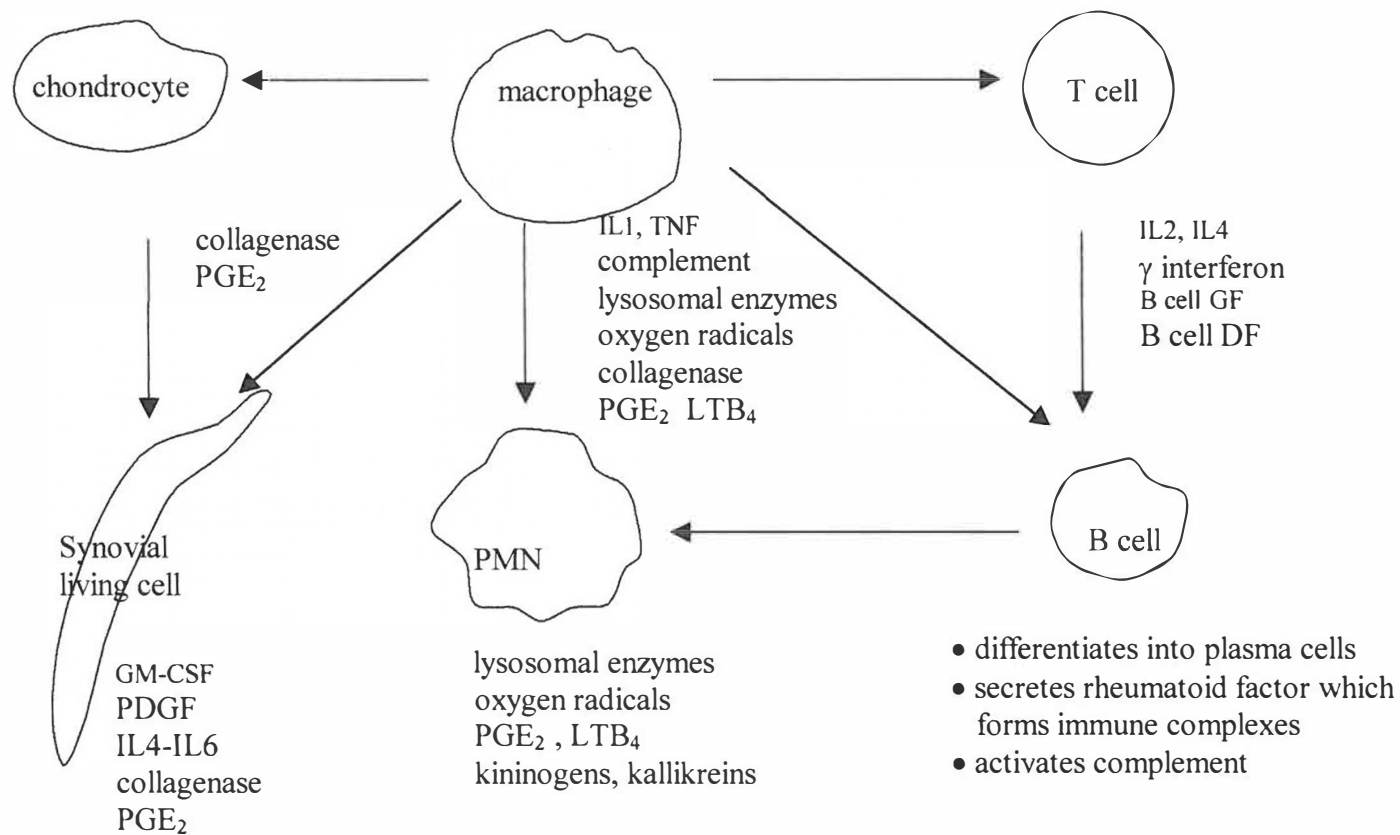 chondrocyte
macrophage
T cell
collagenase
PGE₂
IL1, TNF
complement
lysosomal enzymes
oxygen radicals
collagenase
PGE₂ LTB₄
IL2, IL4
γ interferon
B cell GF
B cell DF
Synovial
living cell
PMN
B cell
GM-CSF
PDGF
IL4-IL6
collagenase
PGE₂
lysosomal enzymes
oxygen radicals
PGE₂ , LTB₄
kininogens, kallikreins
• differentiates into plasma cells
• secretes rheumatoid factor which
forms immune complexes
• activates complement